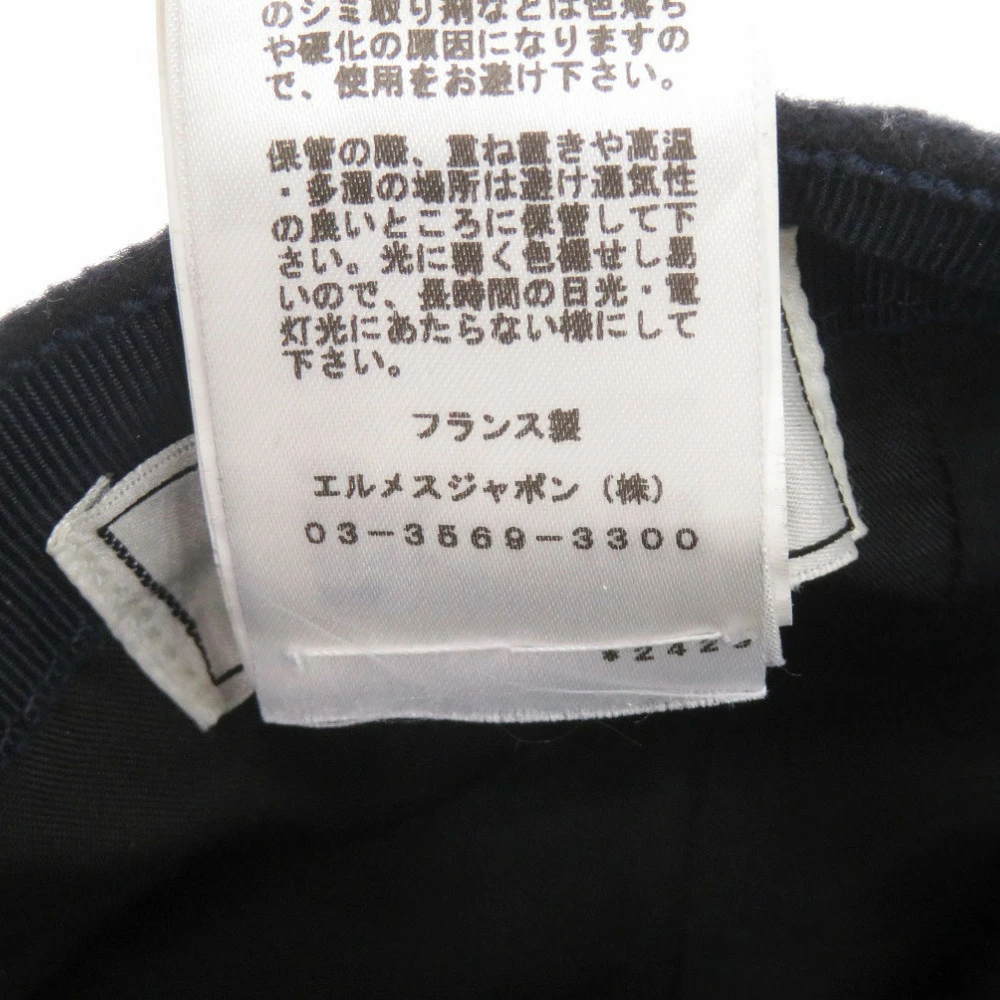 のシミ取り剤などは色落ち
や硬化の原因になりますの
で、使用をお避け下さい。
保管の際、重ね置きや高温
・多湿の場所は避け通気性
の良いところに保管して下
さい。光に弱く色褪せし易
いので、長時間の日光・電
灯光にあたらない様にして
下さい。
フランス製
エルメスジャポン（株）
03-3569-3300